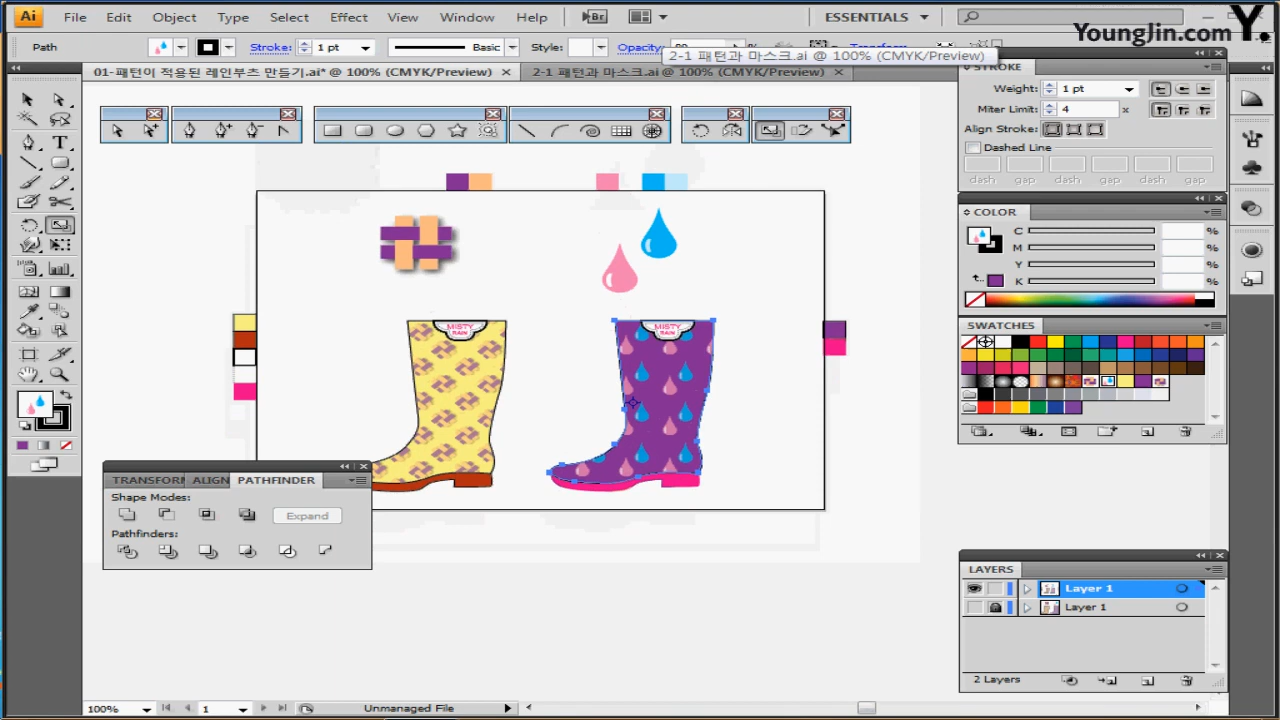 Ai File Edit Object Type Select Effect View Window Help Br ESSENTIALS
YoungJin.com Y.
Path Stroke: 1 pt Basic Style: Opacity: %
2-1 패턴과 마스크.ai @ 100% (CMYK/Preview)
01-패턴이 적용된 레인부츠 만들기.ai* @ 100% (CMYK/Preview) × 2-1 패턴과 마스크.ai @ 100% (CMYK/Preview) ×
STROKE
Weight: 1 pt
Miter Limit: 4 x
Align Stroke:
Dashed Line
dash gap dash gap dash gap
COLOR
C %
M %
Y %
K %
SWATCHES
MISTY
RAIN
MISTY
RAIN
TRANSFORM ALIGN PATHFINDER
Shape Modes:
Expand
Pathfinders:
LAYERS
Layer 1
Layer 1
2 Layers
100% 1 Unmanaged File